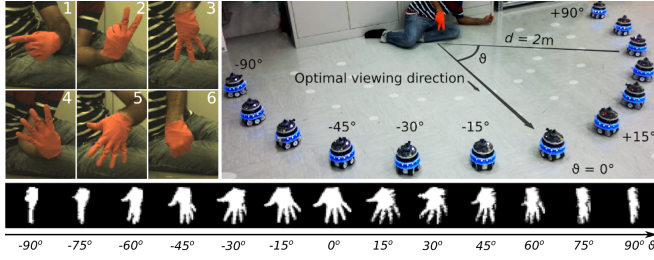 1 2 3
4 5 6
+90°
d = 2m
ϑ
-90°
Optimal viewing direction
-45° -30° -15°
+15°
ϑ = 0°
-90° -75° -60° -45° -30° -15° 0° 15° 30° 45° 60° 75° 90° ϑ